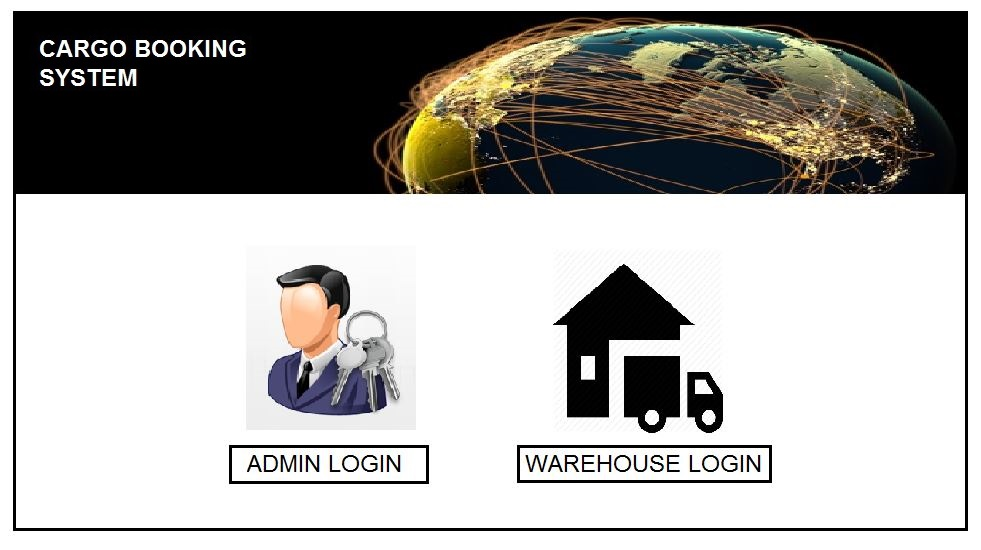 CARGO BOOKING
SYSTEM
ADMIN LOGIN
WAREHOUSE LOGIN